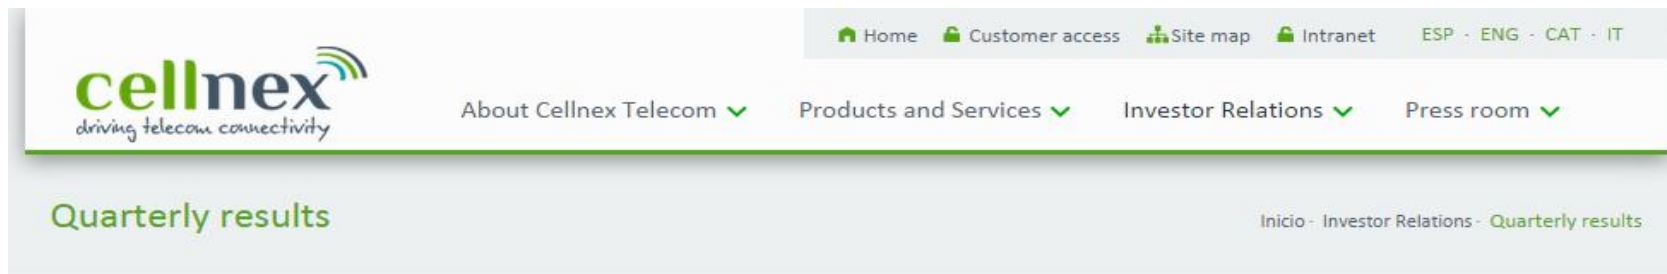 Home Customer access Site map Intranet ESP - ENG - CAT - IT
cellnex
driving telecom connectivity
About Cellnex Telecom Products and Services Investor Relations Press room
Quarterly results
Inicio - Investor Relations - Quarterly results